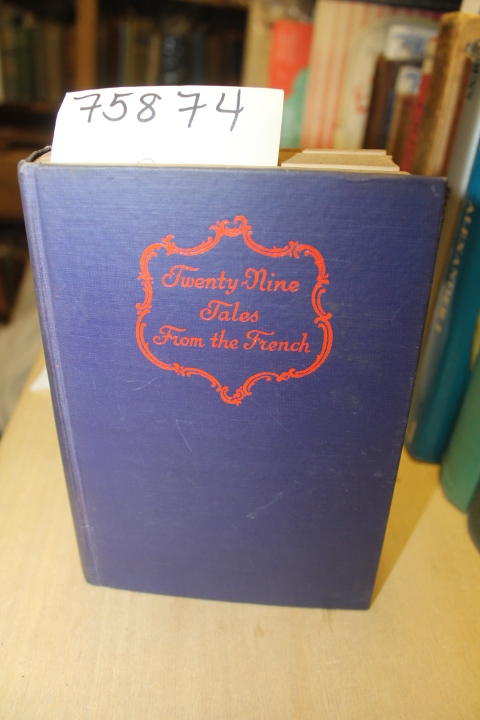 75874
Twenty-Nine
Tales
From the French